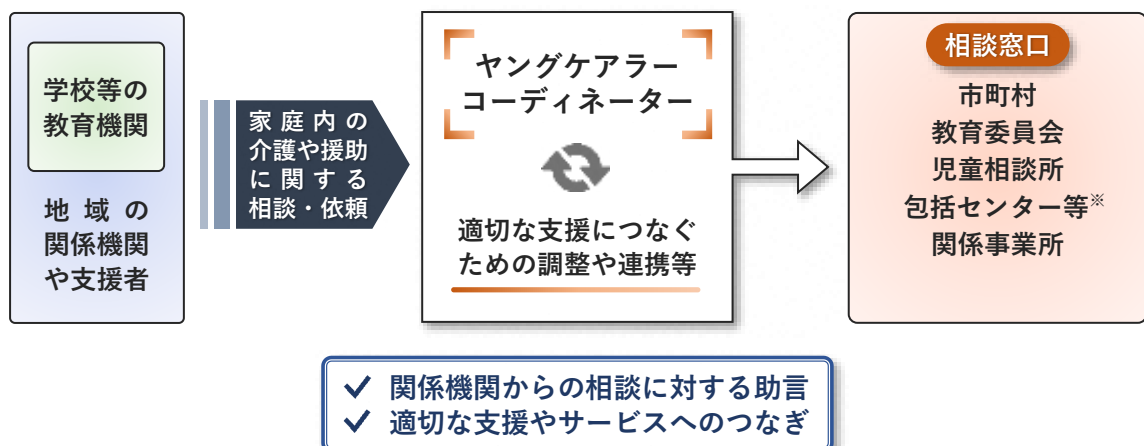 学校等の
教育機関
地域の
関係機関
や支援者
家庭内の
介護や援助
に関する
相談・依頼
ヤングケアラー
コーディネーター
適切な支援につなぐ
ための調整や連携等
相談窓口
市町村
教育委員会
児童相談所
包括センター等※
関係事業所
✓ 関係機関からの相談に対する助言
✓ 適切な支援やサービスへのつなぎ